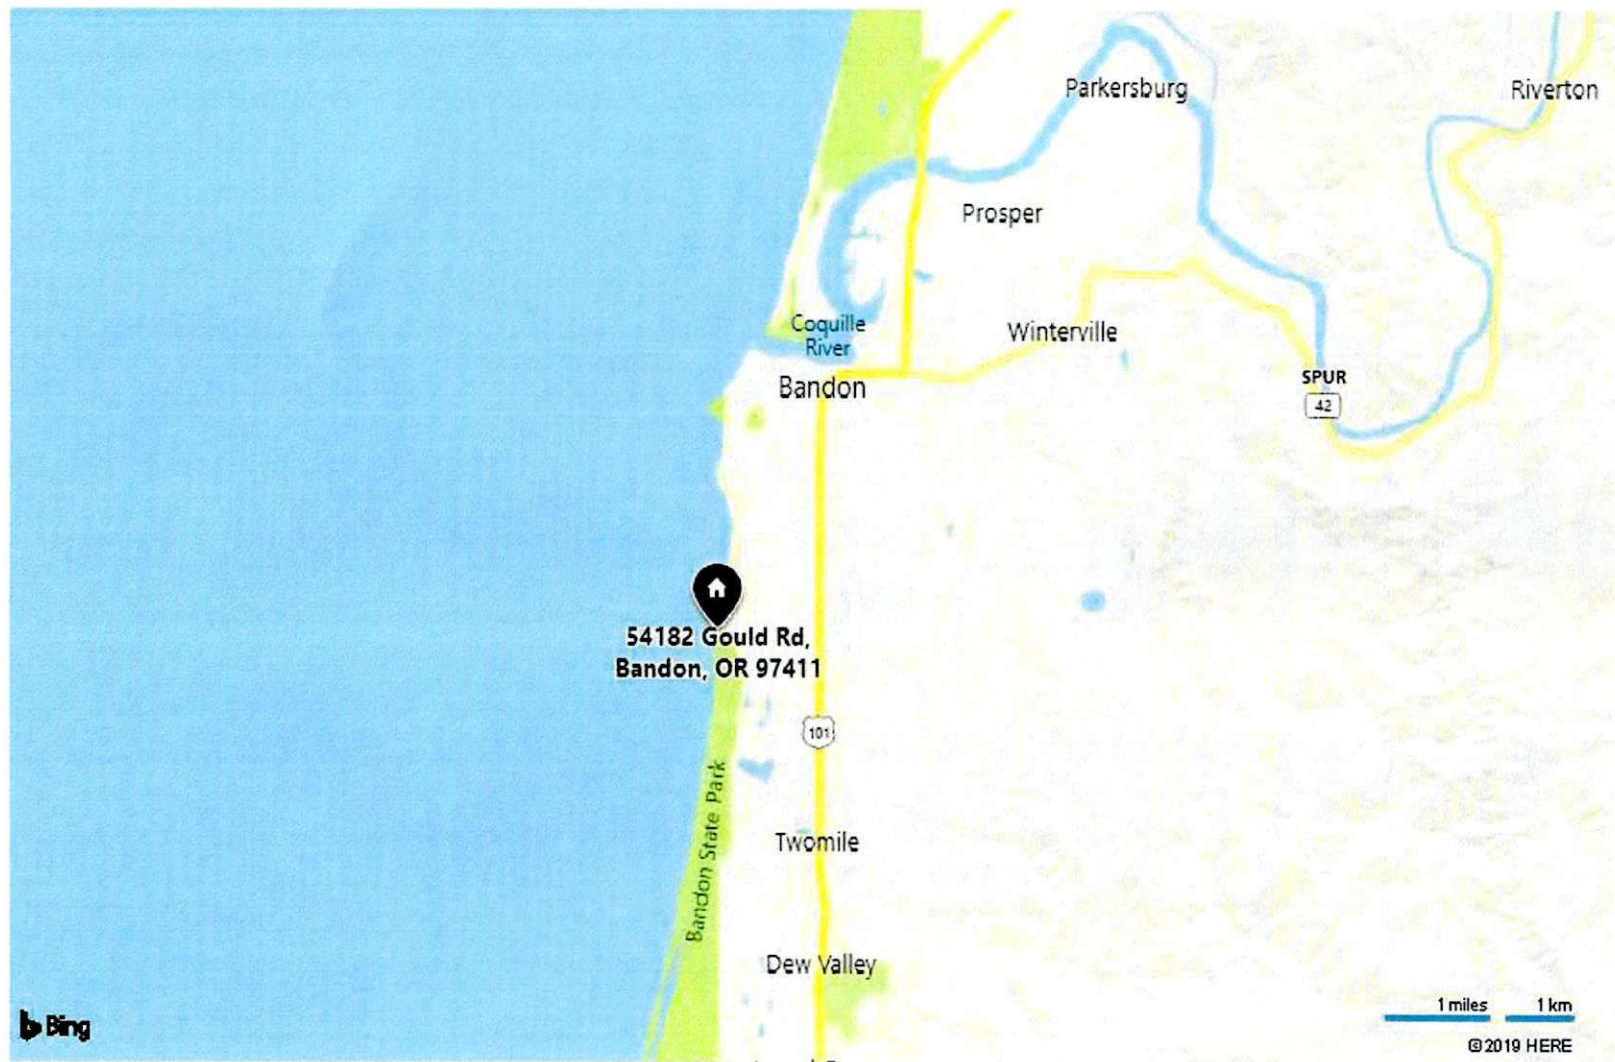 Parkersburg
Riverton
Prosper
Coquille
River
Winterville
Bandon
SPUR
42
54182 Gould Rd,
Bandon, OR 97411
101
Bandon State Park
Twomile
Dew Valley
Bing
1 miles
1 km
©2019 HERE